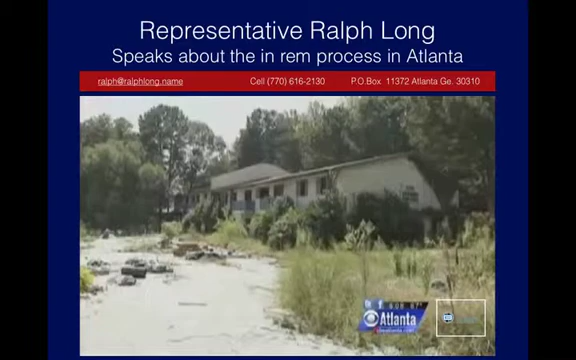 Representative Ralph Long
Speaks about the in rem process in Atlanta
ralph@ralphlong.name Cell (770) 616-2130 P.O.Box 11372 Atlanta Ge. 30310
Atlanta